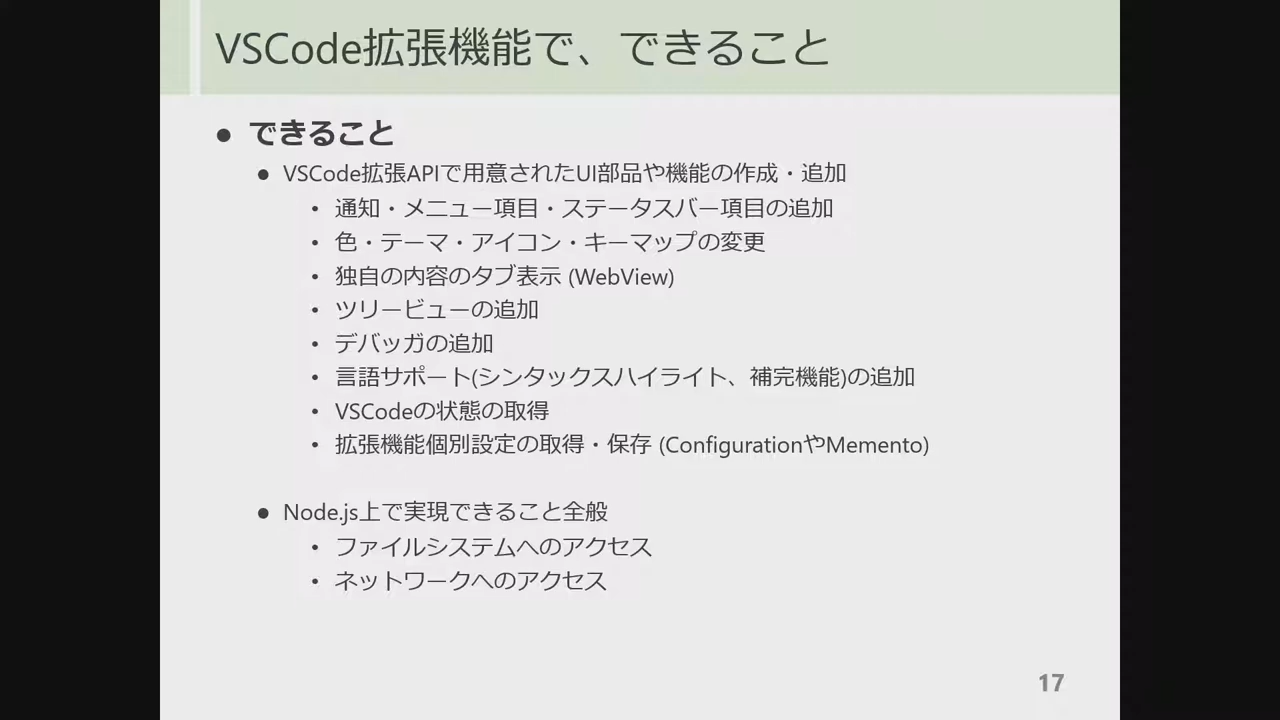 VSCode拡張機能で、できること
● できること
● VSCode拡張APIで用意されたUI部品や機能の作成・追加
• 通知・メニュー項目・ステータスバー項目の追加
• 色・テーマ・アイコン・キーマップの変更
• 独自の内容のタブ表示 (WebView)
• ツリービューの追加
• デバッガの追加
• 言語サポート(シンタックスハイライト、補完機能)の追加
• VSCodeの状態の取得
• 拡張機能個別設定の取得・保存 (ConfigurationやMemento)
● Node.js上で実現できること全般
• ファイルシステムへのアクセス
• ネットワークへのアクセス
17